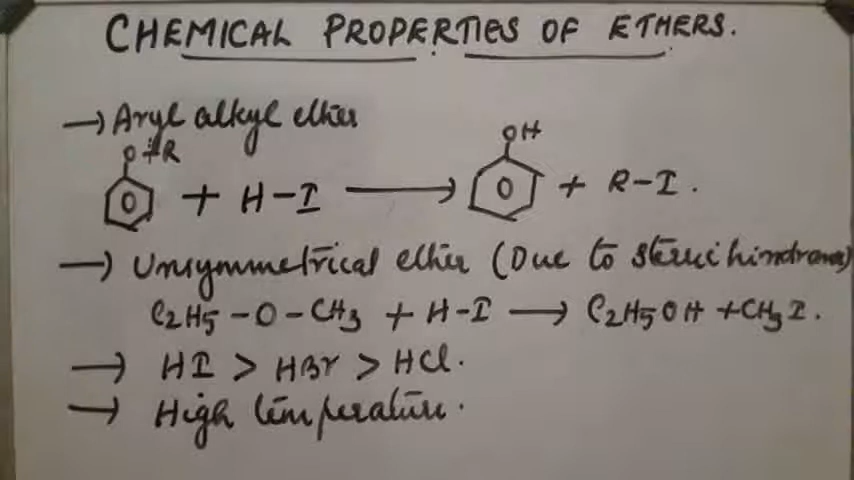 CHEMICAL PROPERTIES OF ETHERS.
→ Aryl alkyl ether
O R OH
O + H-I → O + R-I.
→ Unsymmetrical ether (Due to steric hindrance)
C2H5 - O - CH3 + H-I → C2H5OH + CH3I.
→ HI > HBr > HCl.
→ High temperature.